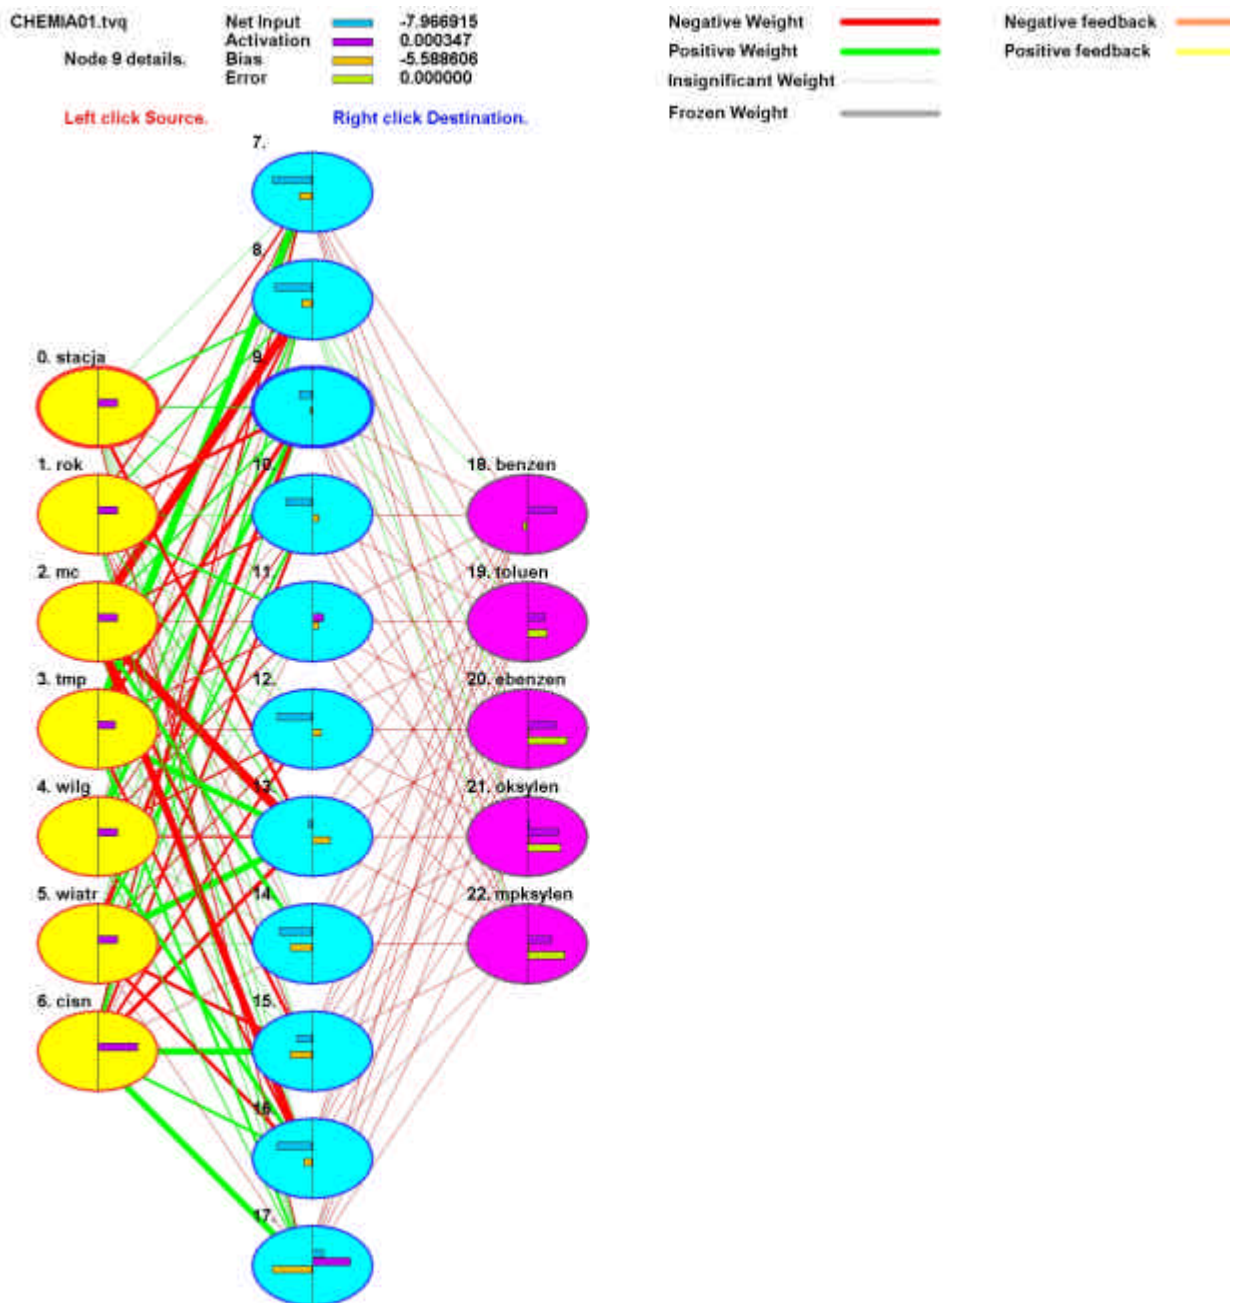 CHEMIA01.tvq
Node 9 details.
Net Input -7.966915
Activation 0.000347
Bias -5.588606
Error 0.000000
Negative Weight
Positive Weight
Insignificant Weight
Frozen Weight
Negative feedback
Positive feedback
Left click Source.
Right click Destination.
7.
8.
0. stacja
9.
1. rok
10.
18. benzen
2. mc
11.
19. toluen
3. tmp
12.
20. ebenzen
4. wilg
13.
21. oksylen
5. wiatr
14.
22. mpksylen
6. cisn
15.
16.
17.